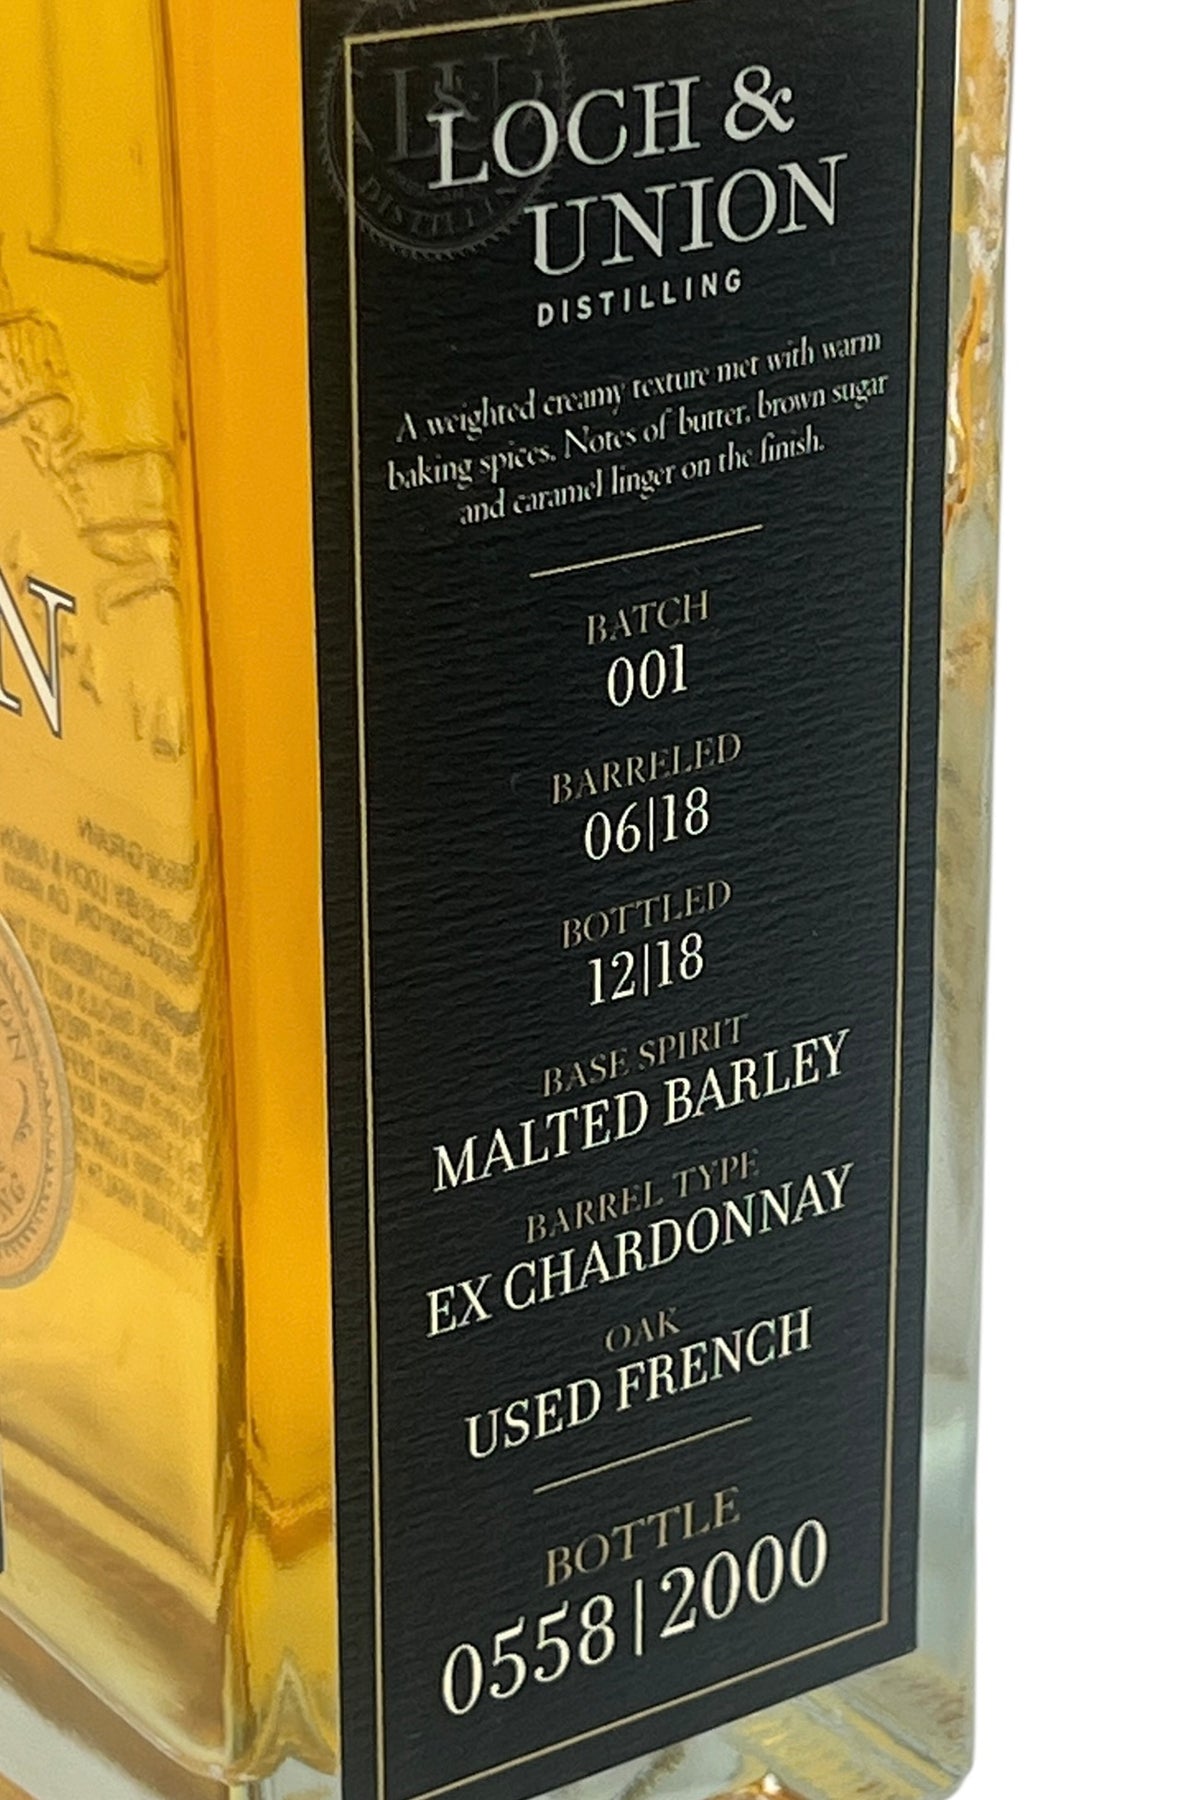 LOCH &
UNION
DISTILLING
A weighted creamy texture met with warm
baking spices. Notes of butter, brown sugar
and caramel linger on the finish.
BATCH
001
BARRELED
06|18
BOTTLED
12|18
BASE SPIRIT
MALTED BARLEY
BARREL TYPE
EX CHARDONNAY
OAK
USED FRENCH
BOTTLE
0558|2000
L&U
DISTILLING
N